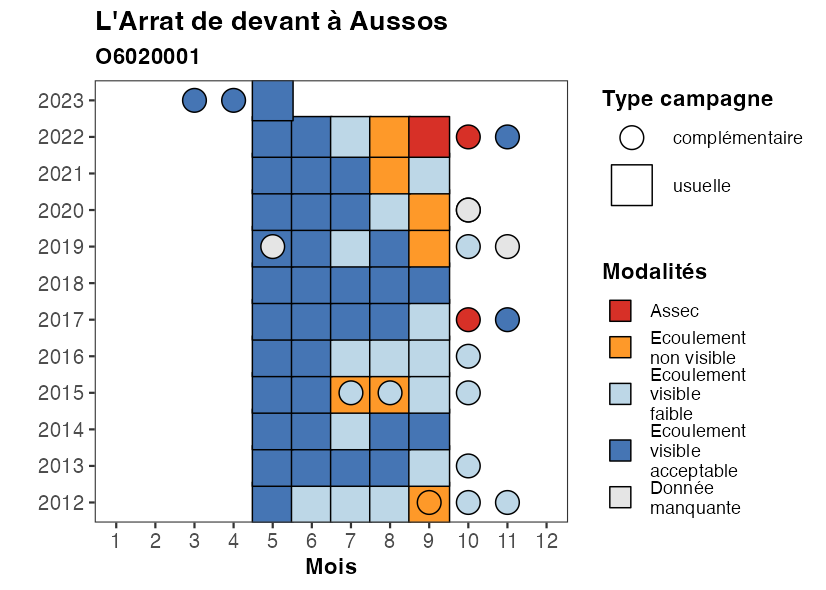 L'Arrat de devant à Aussos
O6020001
2023
2022
2021
2020
2019
2018
2017
2016
2015
2014
2013
2012
1 2 3 4 5 6 7 8 9 10 11 12
Mois
Type campagne
complémentaire
usuelle
Modalités
Assec
Ecoulement
non visible
Ecoulement
visible
faible
Ecoulement
visible
acceptable
Donnée
manquante